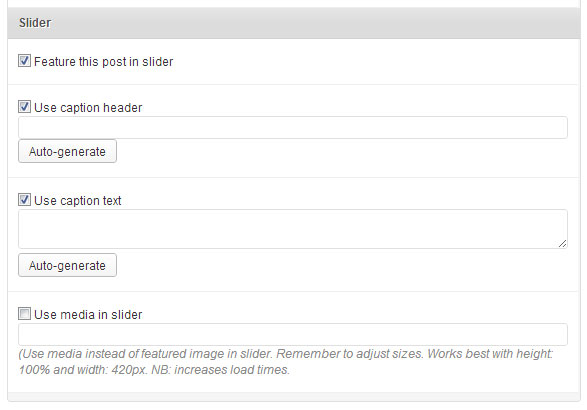 Slider
Feature this post in slider
Use caption header
Auto-generate
Use caption text
Auto-generate
Use media in slider
(Use media instead of featured image in slider. Remember to adjust sizes. Works best with height:
100% and width: 420px. NB: increases load times.